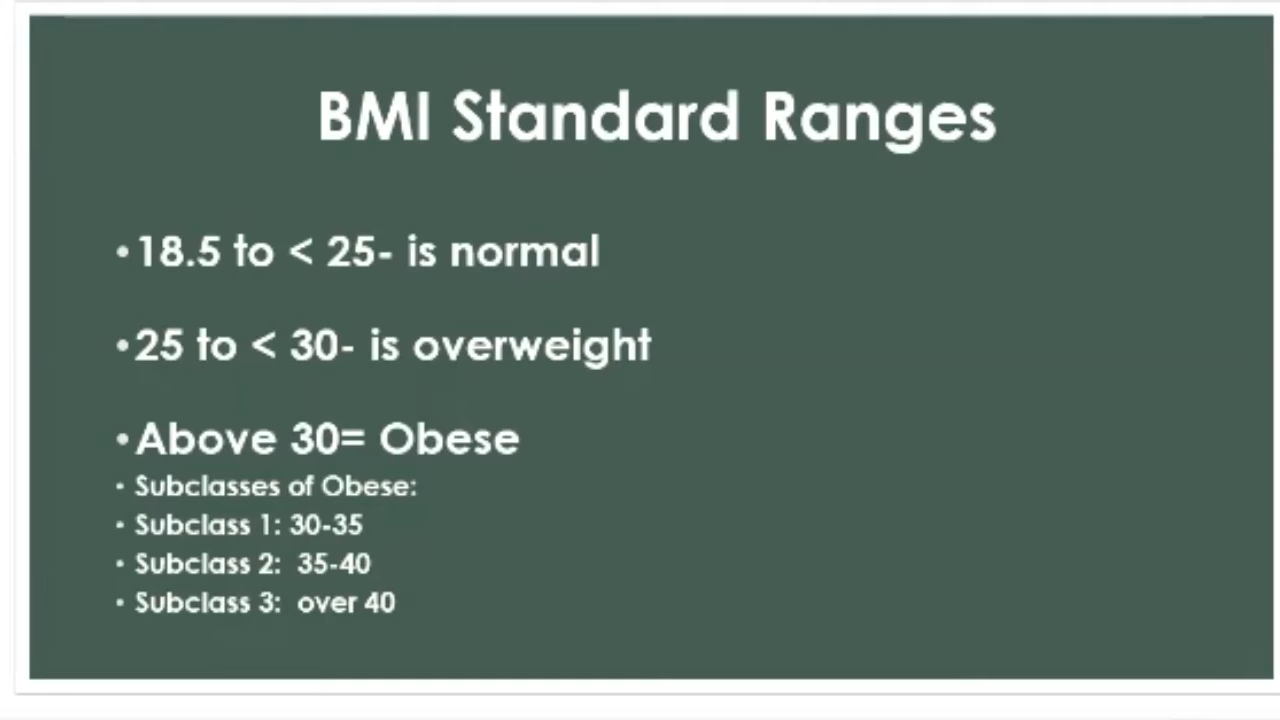 BMI Standard Ranges
•18.5 to < 25- is normal
•25 to < 30- is overweight
•Above 30= Obese
• Subclasses of Obese:
• Subclass 1: 30-35
• Subclass 2:  35-40
• Subclass 3:  over 40